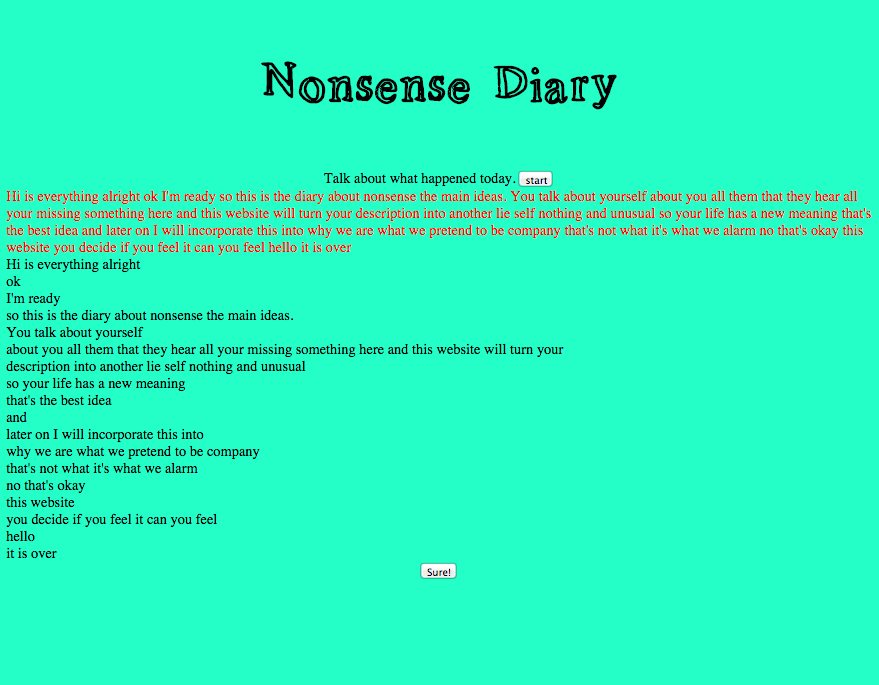 Nonsense Diary
Talk about what happened today. start
Hi is everything alright ok I'm ready so this is the diary about nonsense the main ideas. You talk about yourself about you all them that they hear all
your missing something here and this website will turn your description into another lie self nothing and unusual so your life has a new meaning that's
the best idea and later on I will incorporate this into why we are what we pretend to be company that's not what it's what we alarm no that's okay this
website you decide if you feel it can you feel hello it is over
Hi is everything alright
ok
I'm ready
so this is the diary about nonsense the main ideas.
You talk about yourself
about you all them that they hear all your missing something here and this website will turn your
description into another lie self nothing and unusual
so your life has a new meaning
that's the best idea
and
later on I will incorporate this into
why we are what we pretend to be company
that's not what it's what we alarm
no that's okay
this website
you decide if you feel it can you feel
hello
it is over
Sure!